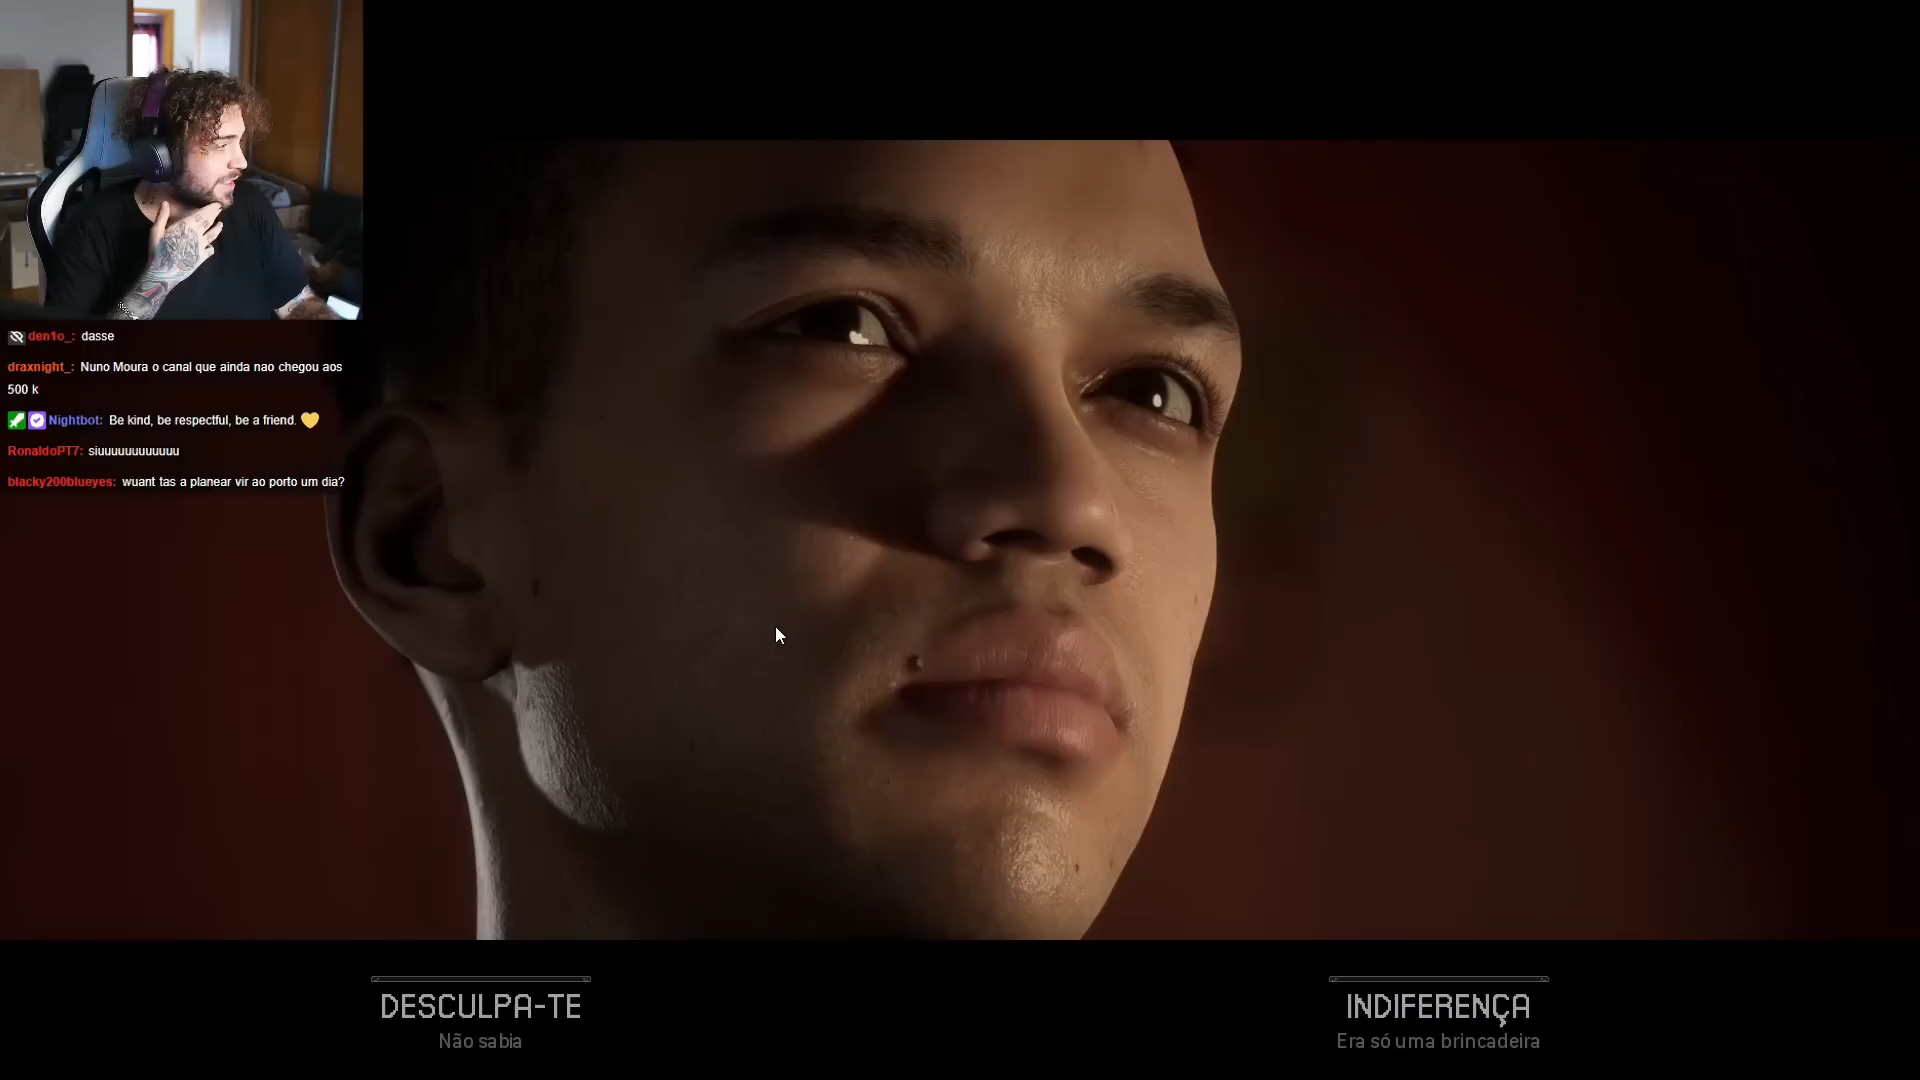 den1o_: dasse
draxnight_: Nuno Moura o canal que ainda nao chegou aos
500 k
Nightbot: Be kind, be respectful, be a friend.
RonaldoPT7: siuuuuuuuuuuu
blacky200blueyes: wuant tas a planear vir ao porto um dia?
DESCULPA-TE
Não sabia
INDIFERENÇA
Era só uma brincadeira